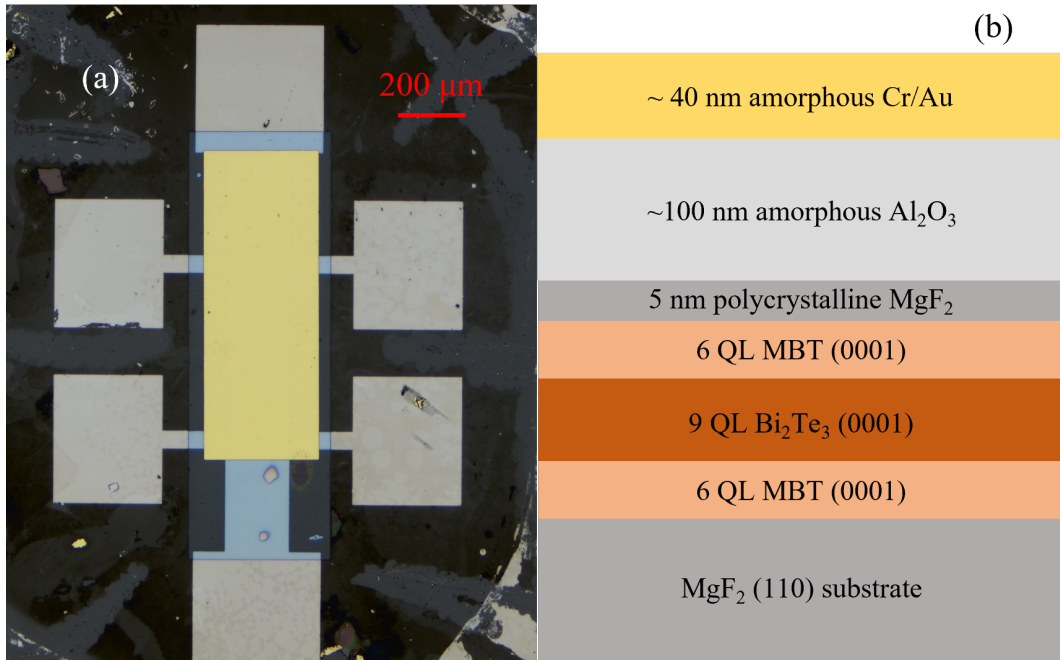 (a)
200 μm
(b)
~ 40 nm amorphous Cr/Au
~100 nm amorphous Al₂O₃
5 nm polycrystalline MgF₂
6 QL MBT (0001)
9 QL Bi₂Te₃ (0001)
6 QL MBT (0001)
MgF₂ (110) substrate